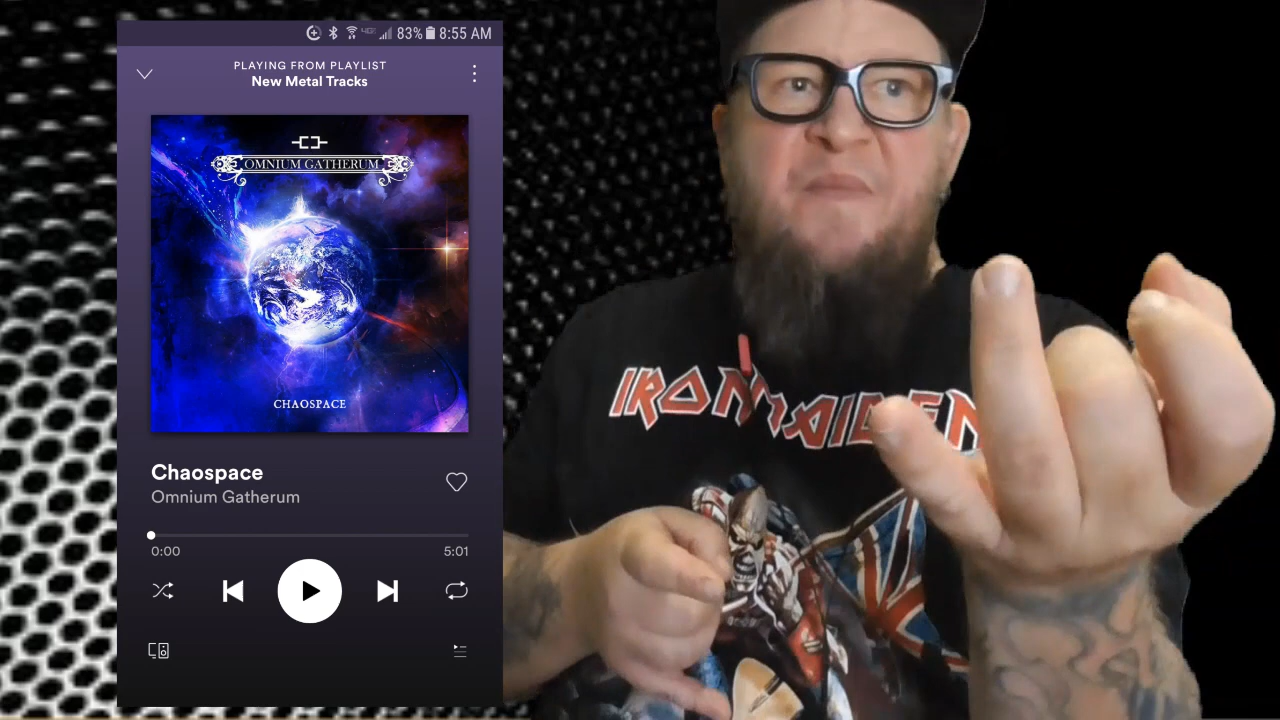 83% 8:55 AM
PLAYING FROM PLAYLIST
New Metal Tracks
OMNIUM GATHERUM
CHAOSPACE
Chaospace
Omnium Gatherum
0:00 5:01
IRON MAIDEN